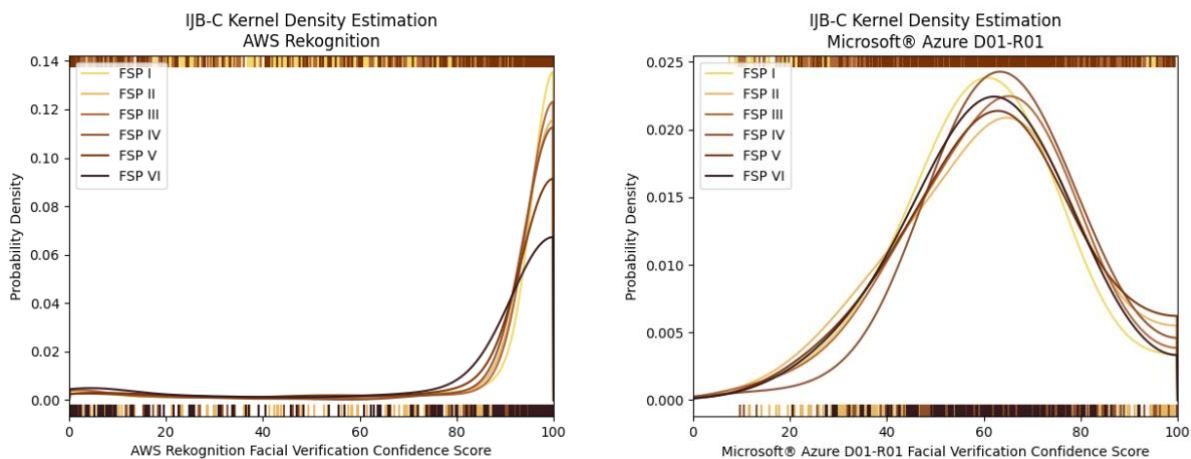 IJB-C Kernel Density Estimation
AWS Rekognition
0.14
0.12
0.10
0.08
0.06
0.04
0.02
0.00
Probability Density
FSP I
FSP II
FSP III
FSP IV
FSP V
FSP VI
0 20 40 60 80 100
AWS Rekognition Facial Verification Confidence Score
IJB-C Kernel Density Estimation
Microsoft® Azure D01-R01
0.025
0.020
0.015
0.010
0.005
0.000
Probability Density
FSP I
FSP II
FSP III
FSP IV
FSP V
FSP VI
0 20 40 60 80 100
Microsoft® Azure D01-R01 Facial Verification Confidence Score